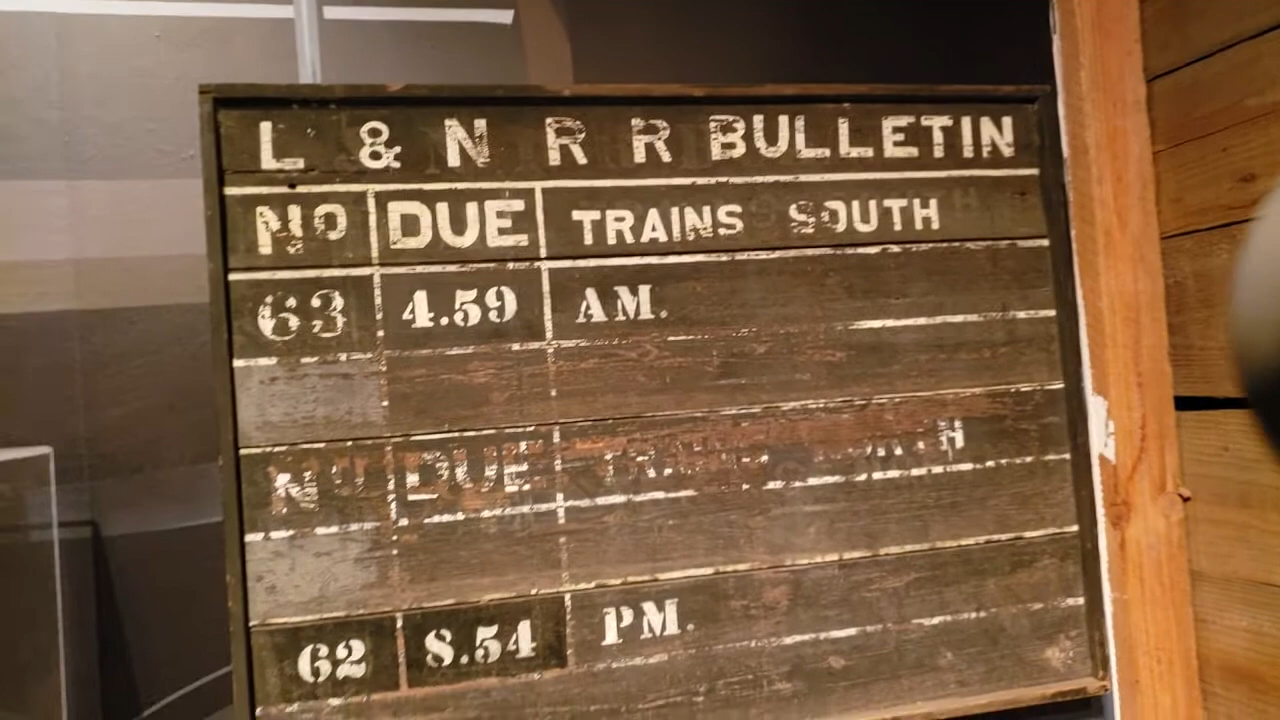 L & N R R BULLETIN
NO DUE TRAINS SOUTH
63 4.59 AM.
NO DUE
62 8.54 PM.